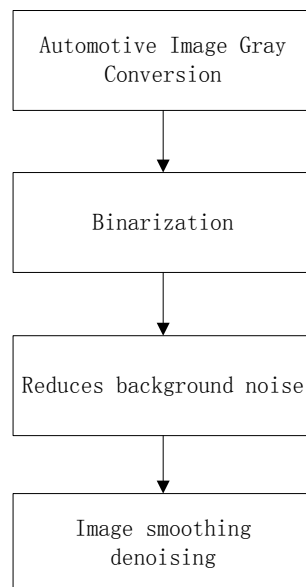 Automotive Image Gray
Conversion
Binarization
Reduces background noise
Image smoothing
denoising